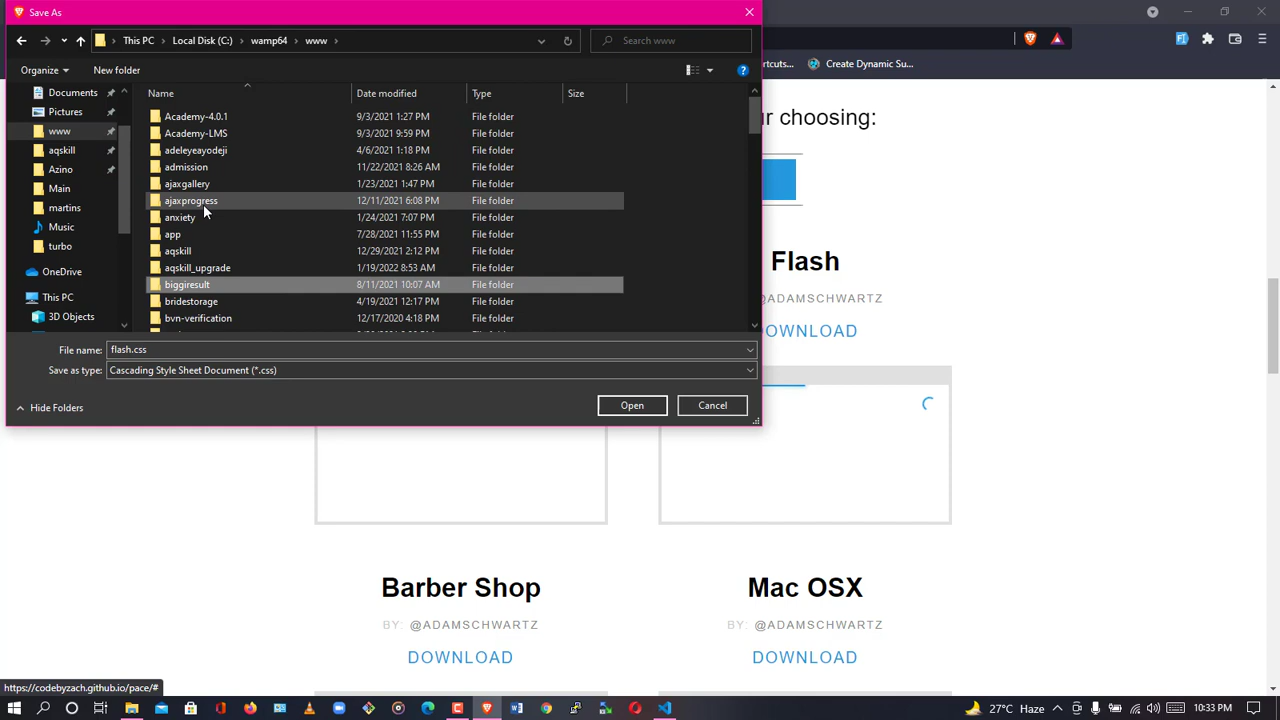 Save As
This PC > Local Disk (C:) > wamp64 > www >
Search www
Organize
New folder
Name
Date modified
Type
Size
Documents
Pictures
www
aqskill
Azino
Main
martins
Music
turbo
OneDrive
This PC
3D Objects
Academy-4.0.1 9/3/2021 1:27 PM File folder
Academy-LMS 9/3/2021 9:59 PM File folder
adeleyeayodeji 4/6/2021 1:18 PM File folder
admission 11/22/2021 8:26 AM File folder
ajaxgallery 1/23/2021 1:47 PM File folder
ajaxprogress 12/11/2021 6:08 PM File folder
anxiety 1/24/2021 7:07 PM File folder
app 7/28/2021 11:55 PM File folder
aqskill 12/29/2021 2:12 PM File folder
aqskill_upgrade 1/19/2022 8:53 AM File folder
biggiresult 8/11/2021 10:07 AM File folder
bridestorage 4/19/2021 12:17 PM File folder
bvn-verification 12/17/2020 4:18 PM File folder
File name: flash.css
Save as type: Cascading Style Sheet Document (*.css)
Hide Folders
Open
Cancel
rtcuts...
Create Dynamic Su...
ur choosing:
Flash
@ADAMSCHWARTZ
OWNLOAD
Barber Shop
BY: @ADAMSCHWARTZ
DOWNLOAD
Mac OSX
BY: @ADAMSCHWARTZ
DOWNLOAD
https://codebyzach.github.io/pace/#
27°C Haze
10:33 PM